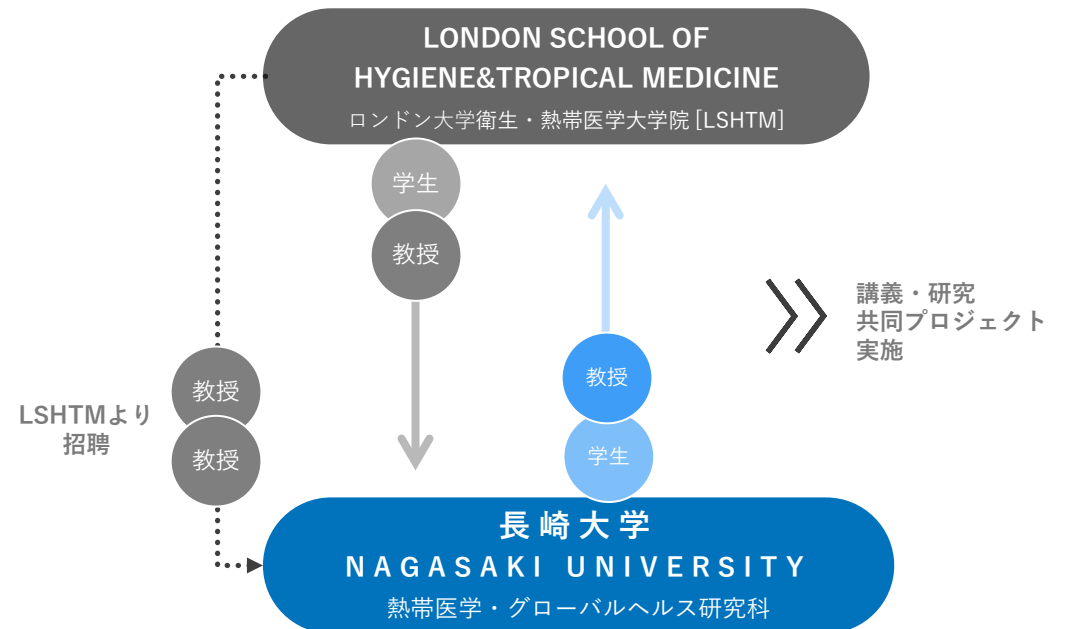 LONDON SCHOOL OF
HYGIENE&TROPICAL MEDICINE
ロンドン大学衛生・熱帯医学大学院 [LSHTM]
学生
教授
教授
学生
講義・研究
共同プロジェクト
実施
教授
教授
LSHTMより
招聘
長崎大学
NAGASAKI UNIVERSITY
熱帯医学・グローバルヘルス研究科